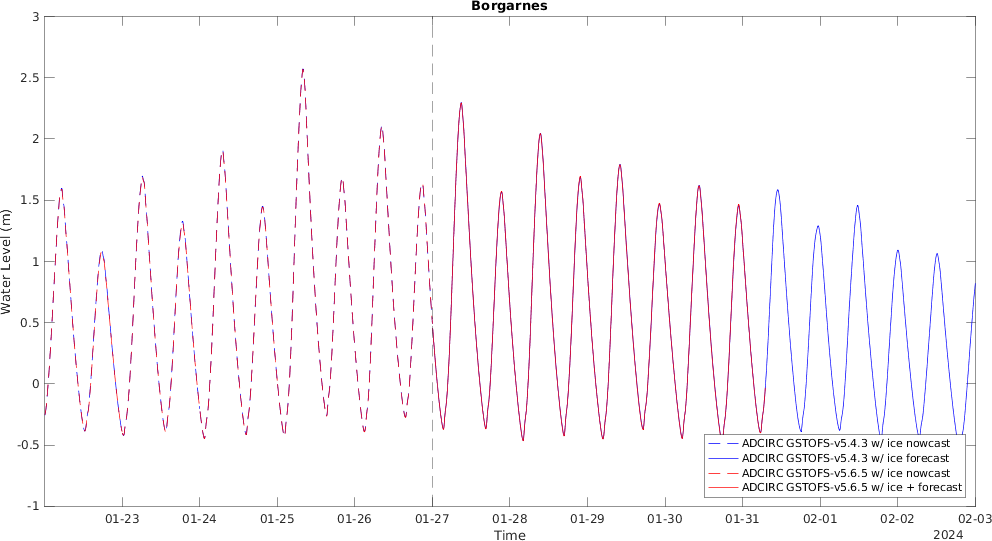 Borgarnes
3
2.5
2
1.5
1
0.5
0
-0.5
-1
Water Level (m)
ADCIRC GSTOFS-v5.4.3 w/ ice nowcast
ADCIRC GSTOFS-v5.4.3 w/ ice forecast
ADCIRC GSTOFS-v5.6.5 w/ ice nowcast
ADCIRC GSTOFS-v5.6.5 w/ ice + forecast
01-23 01-24 01-25 01-26 01-27 01-28 01-29 01-30 01-31 02-01 02-02 02-03
Time
2024